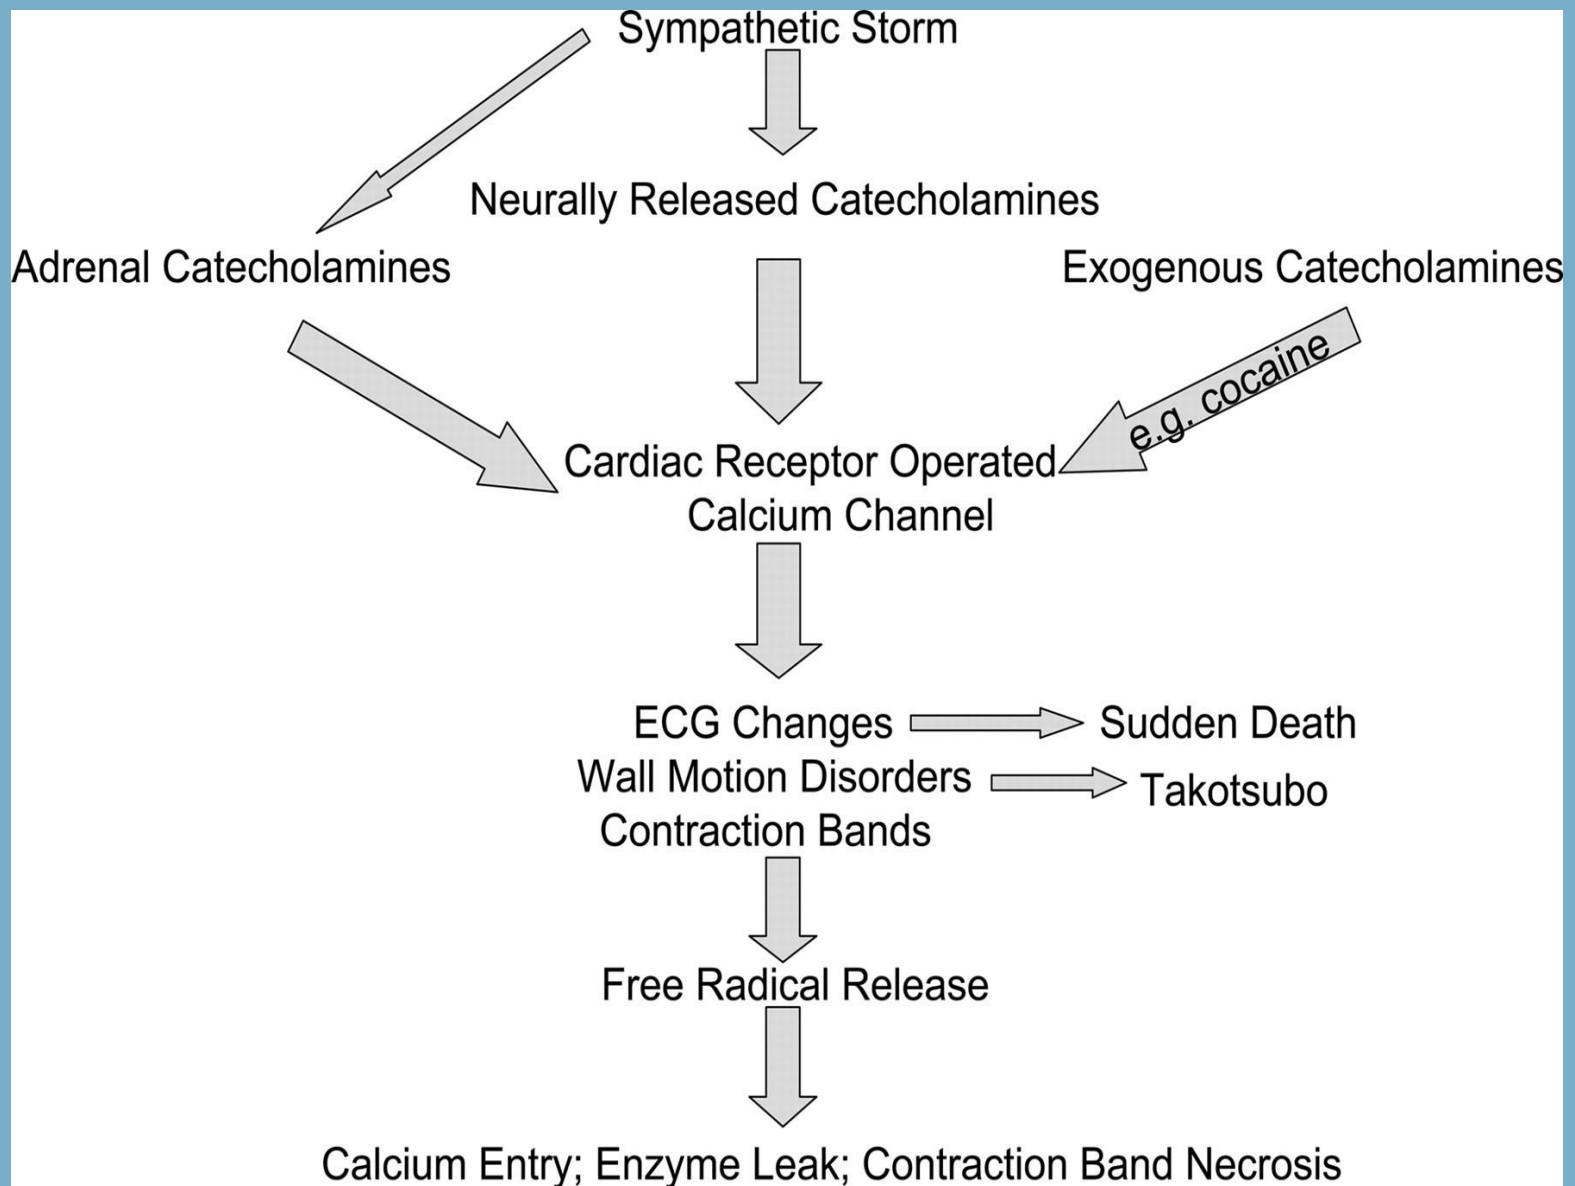 Sympathetic Storm
Neurally Released Catecholamines
Adrenal Catecholamines
Exogenous Catecholamines
e.g. cocaine
Cardiac Receptor Operated
Calcium Channel
ECG Changes
Sudden Death
Wall Motion Disorders
Takotsubo
Contraction Bands
Free Radical Release
Calcium Entry; Enzyme Leak; Contraction Band Necrosis